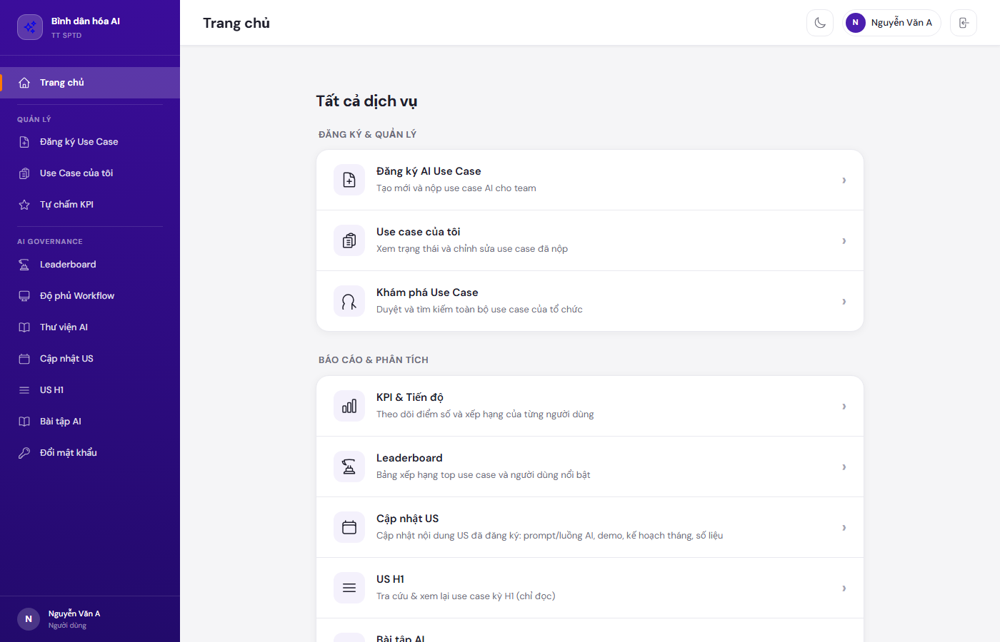 Bình dân hóa AI
TT SPTD
Trang chủ
QUẢN LÝ
Đăng ký Use Case
Use Case của tôi
Tự chấm KPI
AI GOVERNANCE
Leaderboard
Độ phủ Workflow
Thư viện AI
Cập nhật US
US H1
Bài tập AI
Đổi mật khẩu
N
Nguyễn Văn A
Người dùng
Trang chủ
N
Nguyễn Văn A
Tất cả dịch vụ
ĐĂNG KÝ & QUẢN LÝ
Đăng ký AI Use Case
Tạo mới và nộp use case AI cho team
Use case của tôi
Xem trạng thái và chỉnh sửa use case đã nộp
Khám phá Use Case
Duyệt và tìm kiếm toàn bộ use case của tổ chức
BÁO CÁO & PHÂN TÍCH
KPI & Tiến độ
Theo dõi điểm số và xếp hạng của từng người dùng
Leaderboard
Bảng xếp hạng top use case và người dùng nổi bật
Cập nhật US
Cập nhật nội dung US đã đăng ký: prompt/luồng AI, demo, kế hoạch tháng, số liệu
US H1
Tra cứu & xem lại use case kỳ H1 (chỉ đọc)
Bài tập AI